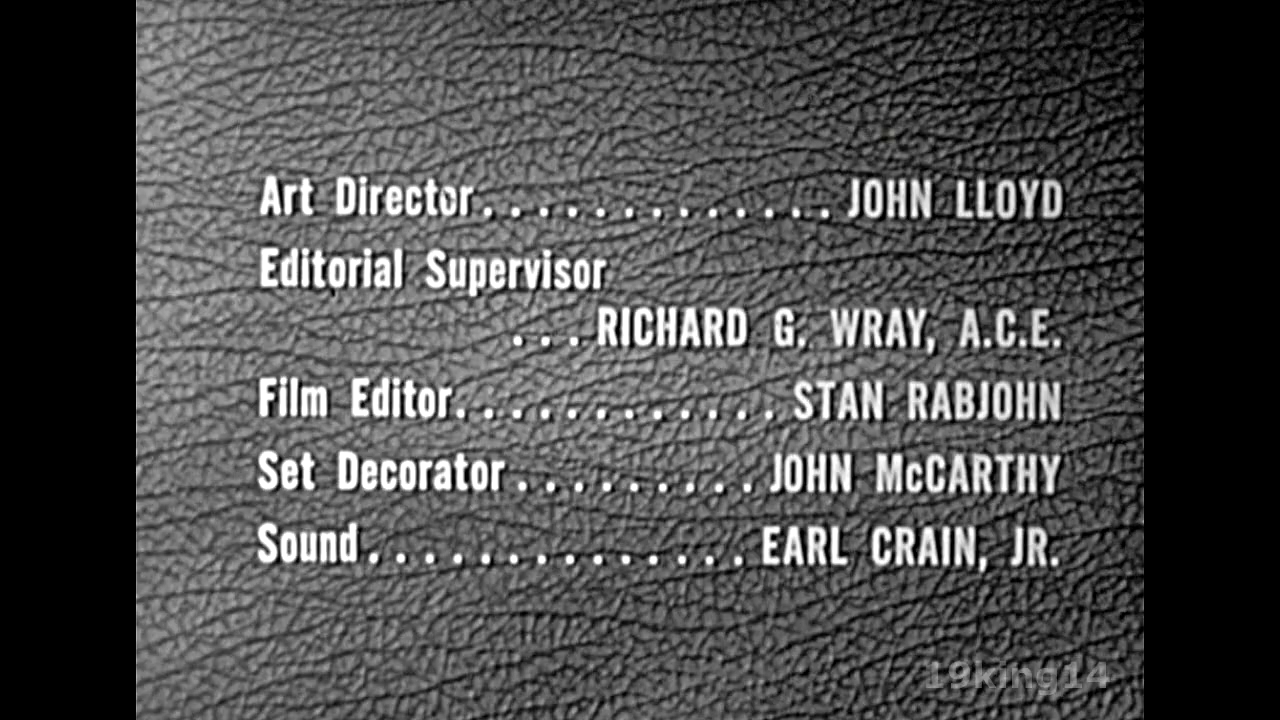 Art Director.............JOHN LLOYD
Editorial Supervisor
...RICHARD G. WRAY, A.C.E.
Film Editor............STAN RABJOHN
Set Decorator.........JOHN McCARTHY
Sound..............EARL CRAIN, JR.
19king14